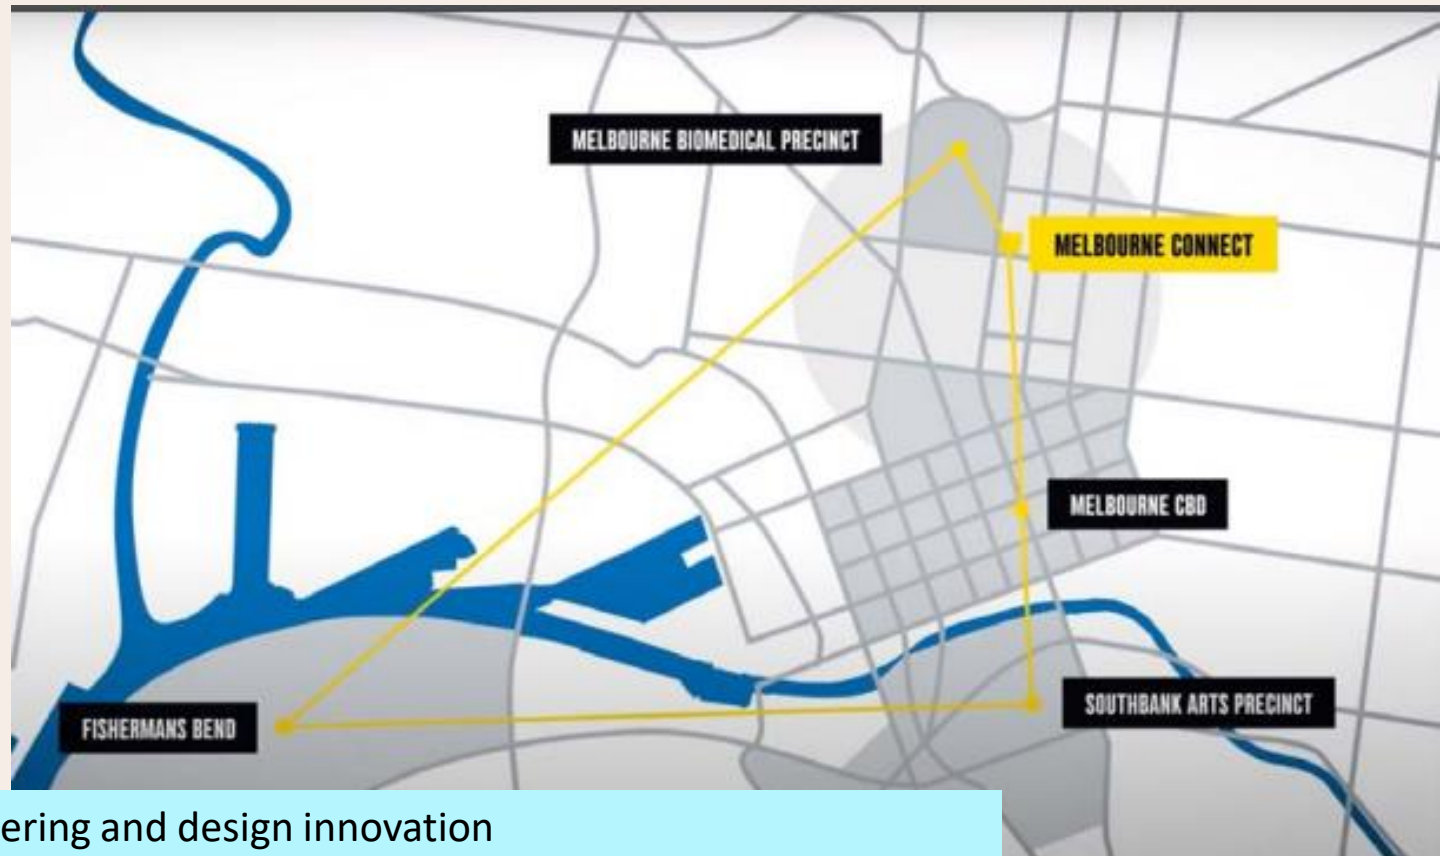 MELBOURNE BIOMEDICAL PRECINCT
MELBOURNE CONNECT
MELBOURNE CBD
SOUTHBANK ARTS PRECINCT
FISHERMANS BEND
ering and design innovation